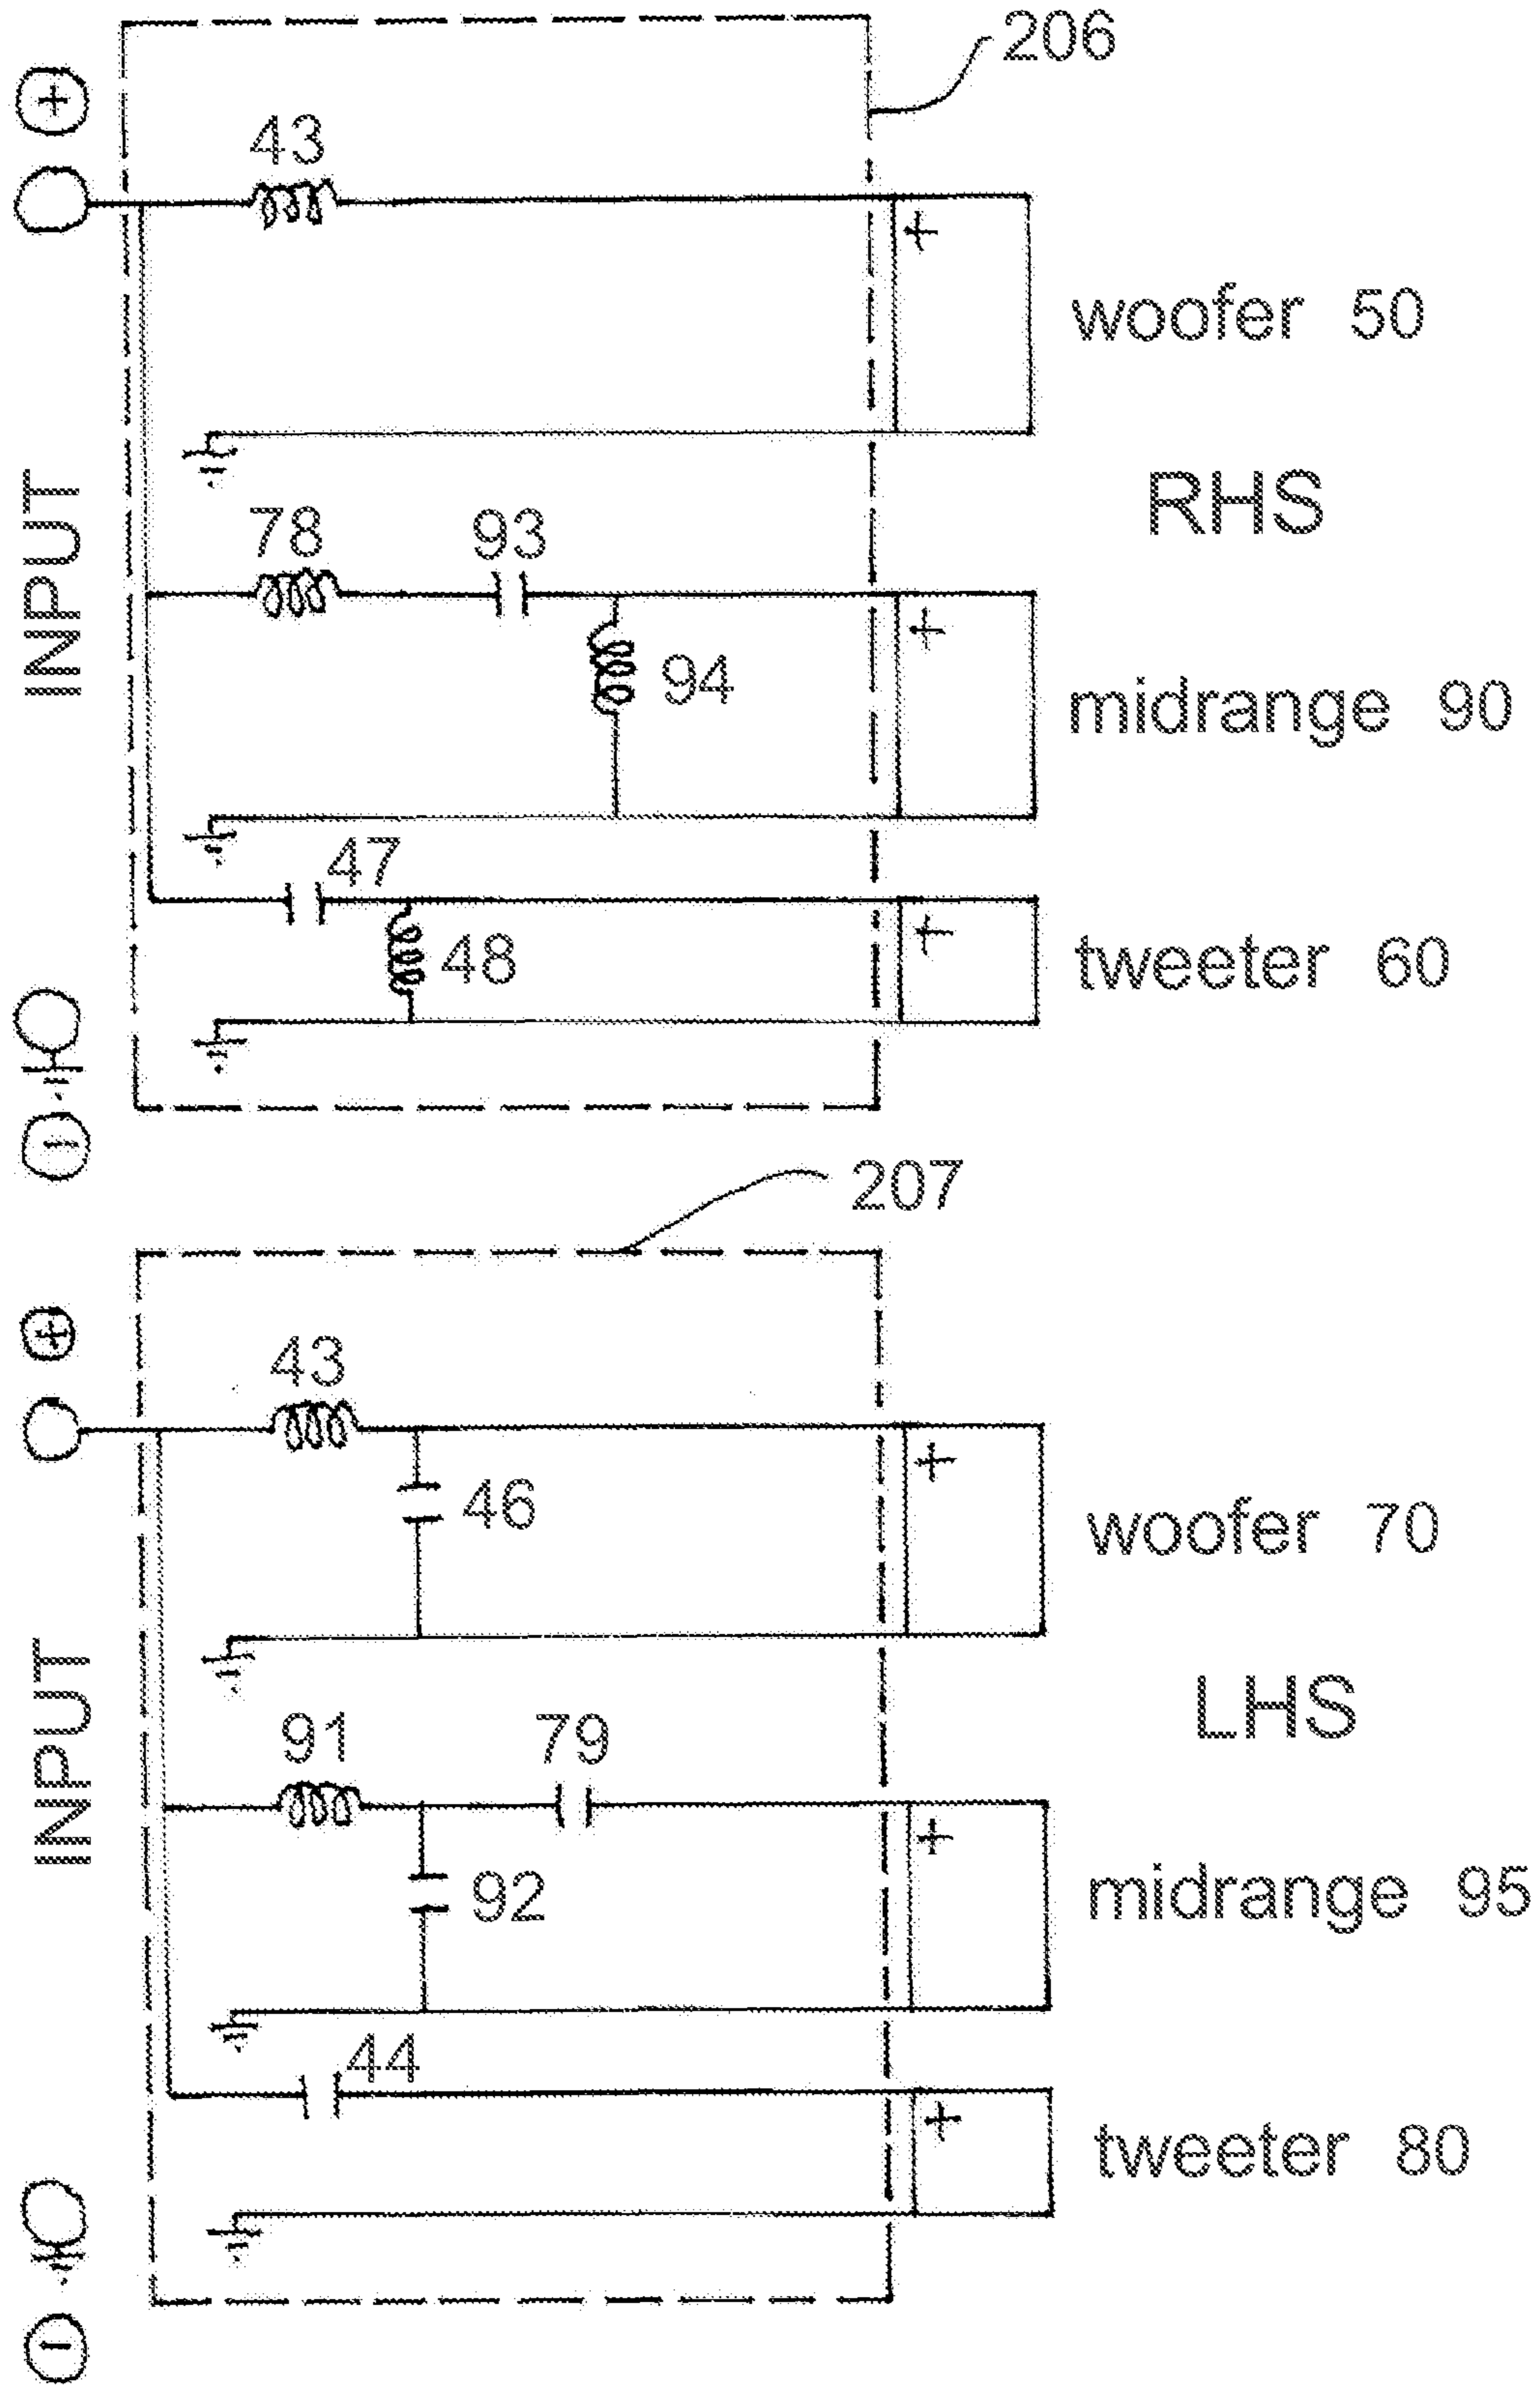 206
+
43
+
woofer 50
INPUT
RHS
78
93
+
94
midrange 90
47
+
48
tweeter 60
−
207
+
43
+
46
woofer 70
INPUT
LHS
91
79
+
92
midrange 95
44
+
tweeter 80
−